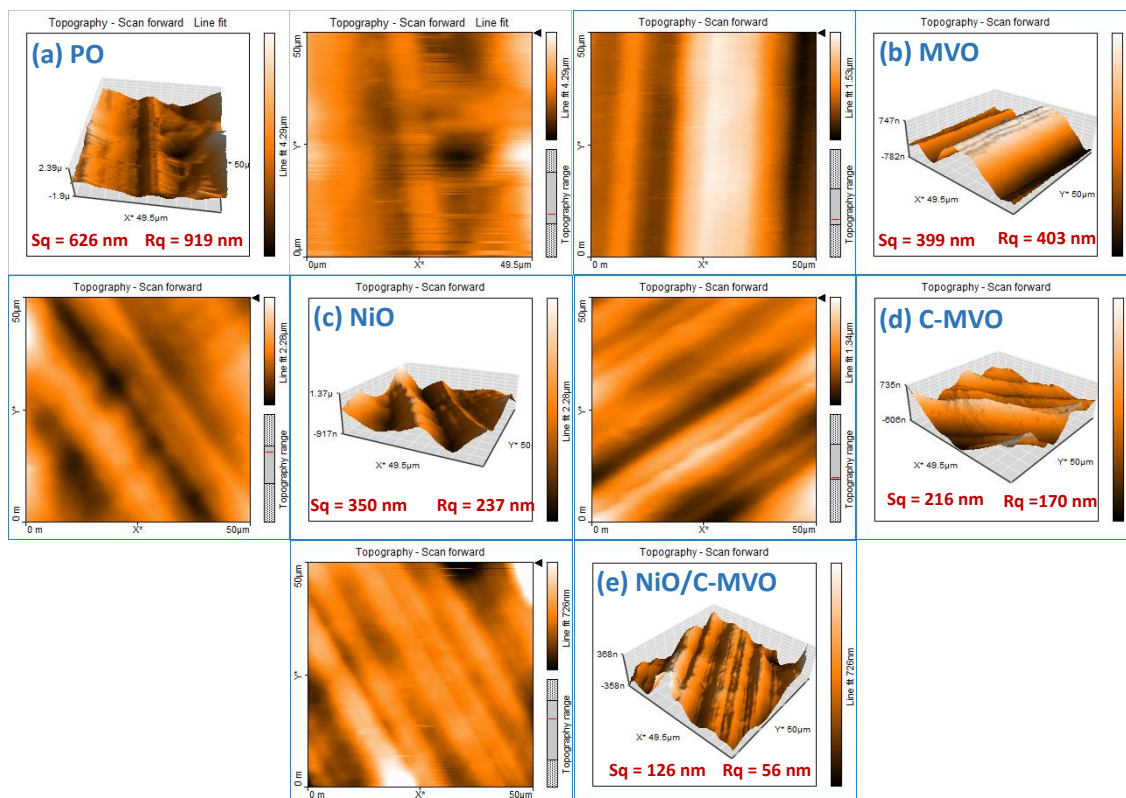 Topography - Scan forward Line fit
(a) PO
2.39µ
-1.9µ
* 50µ
X* 49.5µm
Line fit 4.29µm
Sq = 626 nm Rq = 919 nm
Topography - Scan forward Line fit
50µm
Y*
0µm
0µm
X*
49.5µm
Line fit 4.29µm
Topography range
Topography - Scan forward
50µm
Y*
0 m
0 m
X*
50µm
Line fit 1.53µm
Topography range
Topography - Scan forward
(b) MVO
747n
-782n
X* 49.5µm
Y* 50µm
Sq = 399 nm Rq = 403 nm
Topography - Scan forward
50µm
Y*
0 m
0 m
X*
50µm
Line fit 2.28µm
Topography range
Topography - Scan forward
(c) NiO
1.37µ
-917n
X* 49.5µm
Y* 50
Line fit 2.28µm
Sq = 350 nm Rq = 237 nm
Topography - Scan forward
50µm
Y*
0 m
0 m
X*
50µm
Line fit 1.34µm
Topography range
Topography - Scan forward
(d) C-MVO
735n
-606n
X* 49.5µm
Y* 50µm
Sq = 216 nm Rq =170 nm
Topography - Scan forward
50µm
Y*
0 m
0 m
X*
50µm
Line fit 726nm
Topography range
Topography - Scan forward
(e) NiO/C-MVO
368n
-358n
X* 49.5µm
Y* 50µm
Line fit 726nm
Sq = 126 nm Rq = 56 nm